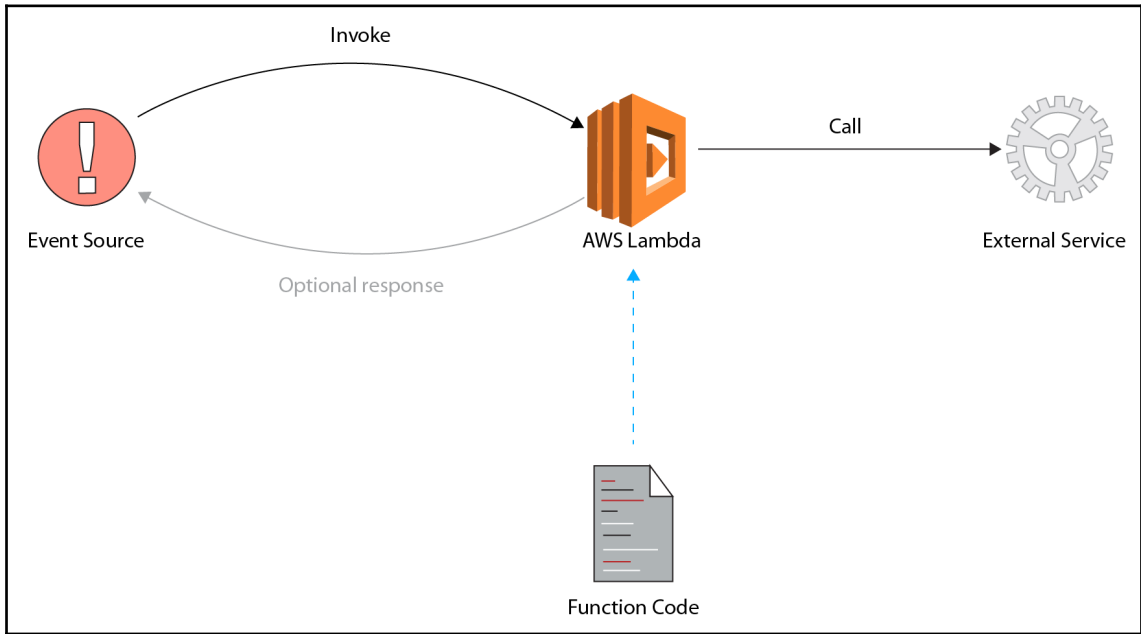 Invoke
Call
Event Source
AWS Lambda
External Service
Optional response
Function Code